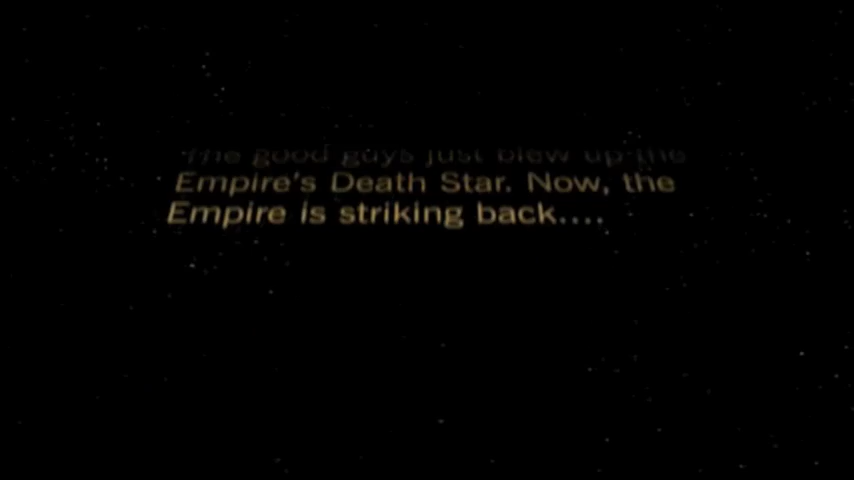 The good guys just blew up the
Empire's Death Star. Now, the
Empire is striking back....